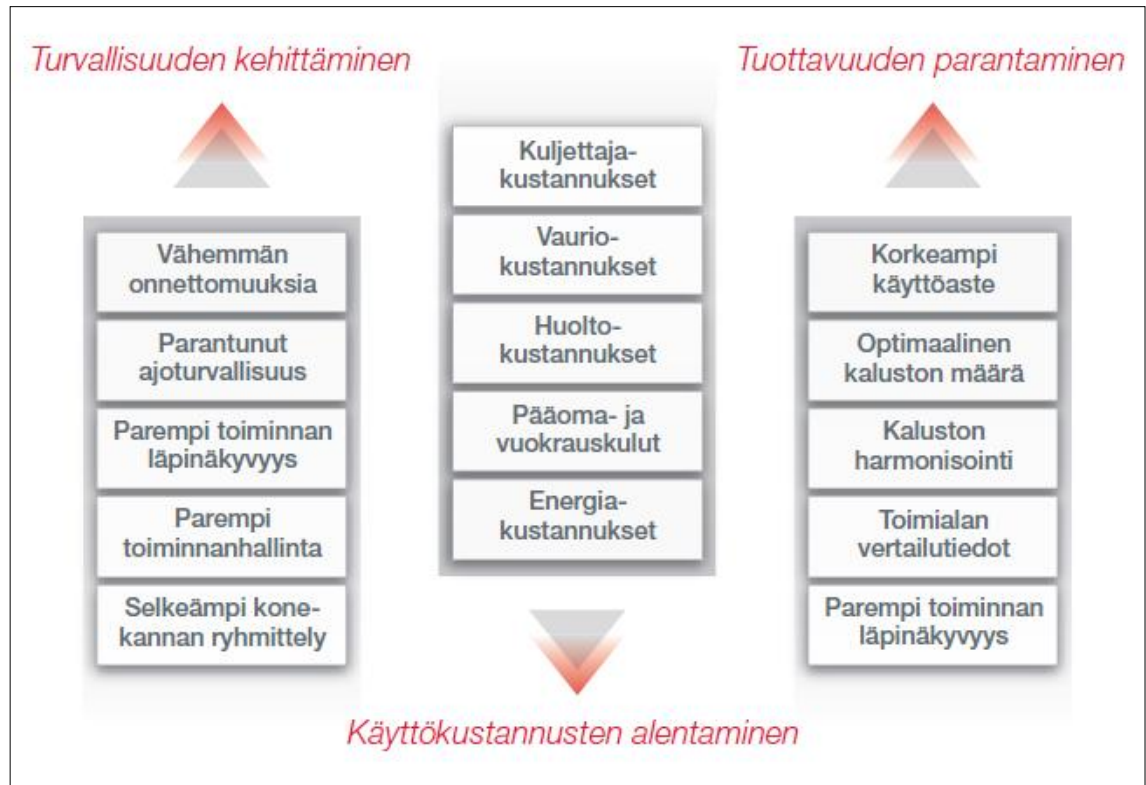 Turvallisuuden kehittäminen
Vähemmän
onnettomuuksia
Parantunut
ajoturvallisuus
Parempi toiminnan
läpinäkyvyys
Parempi
toiminnanhallinta
Selkeämpi kone-
kannan ryhmittely
Kuljettaja-
kustannukset
Vaurio-
kustannukset
Huolto-
kustannukset
Pääoma- ja
vuokrauskulut
Energia-
kustannukset
Käyttökustannusten alentaminen
Tuottavuuden parantaminen
Korkeampi
käyttöaste
Optimaalinen
kaluston määrä
Kaluston
harmonisointi
Toimialan
vertailutiedot
Parempi toiminnan
läpinäkyvyys